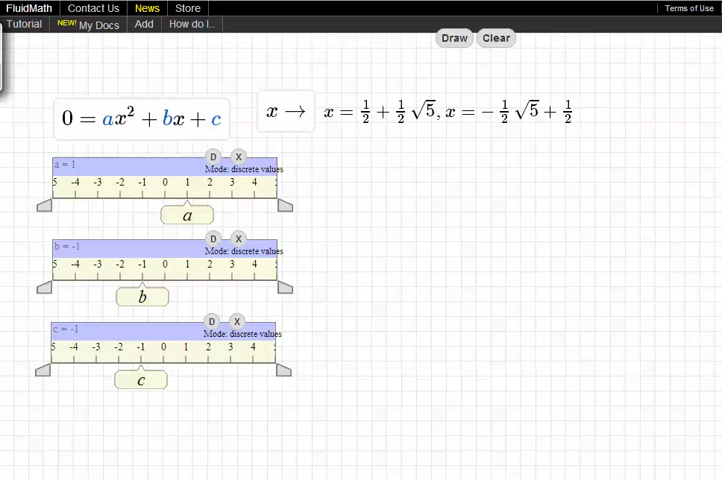 FluidMath Contact Us News Store Terms of Use
Tutorial NEW! My Docs Add How do I..
Draw Clear
0 = ax² + bx + c
x → x = 1/2 + 1/2 √5, x = − 1/2 √5 + 1/2
D X
a = 1
Mode: discrete values
5 -4 -3 -2 -1 0 1 2 3 4
a
D X
b = -1
Mode: discrete values
5 -4 -3 -2 -1 0 1 2 3 4
b
D X
c = -1
Mode: discrete values
5 -4 -3 -2 -1 0 1 2 3 4
c